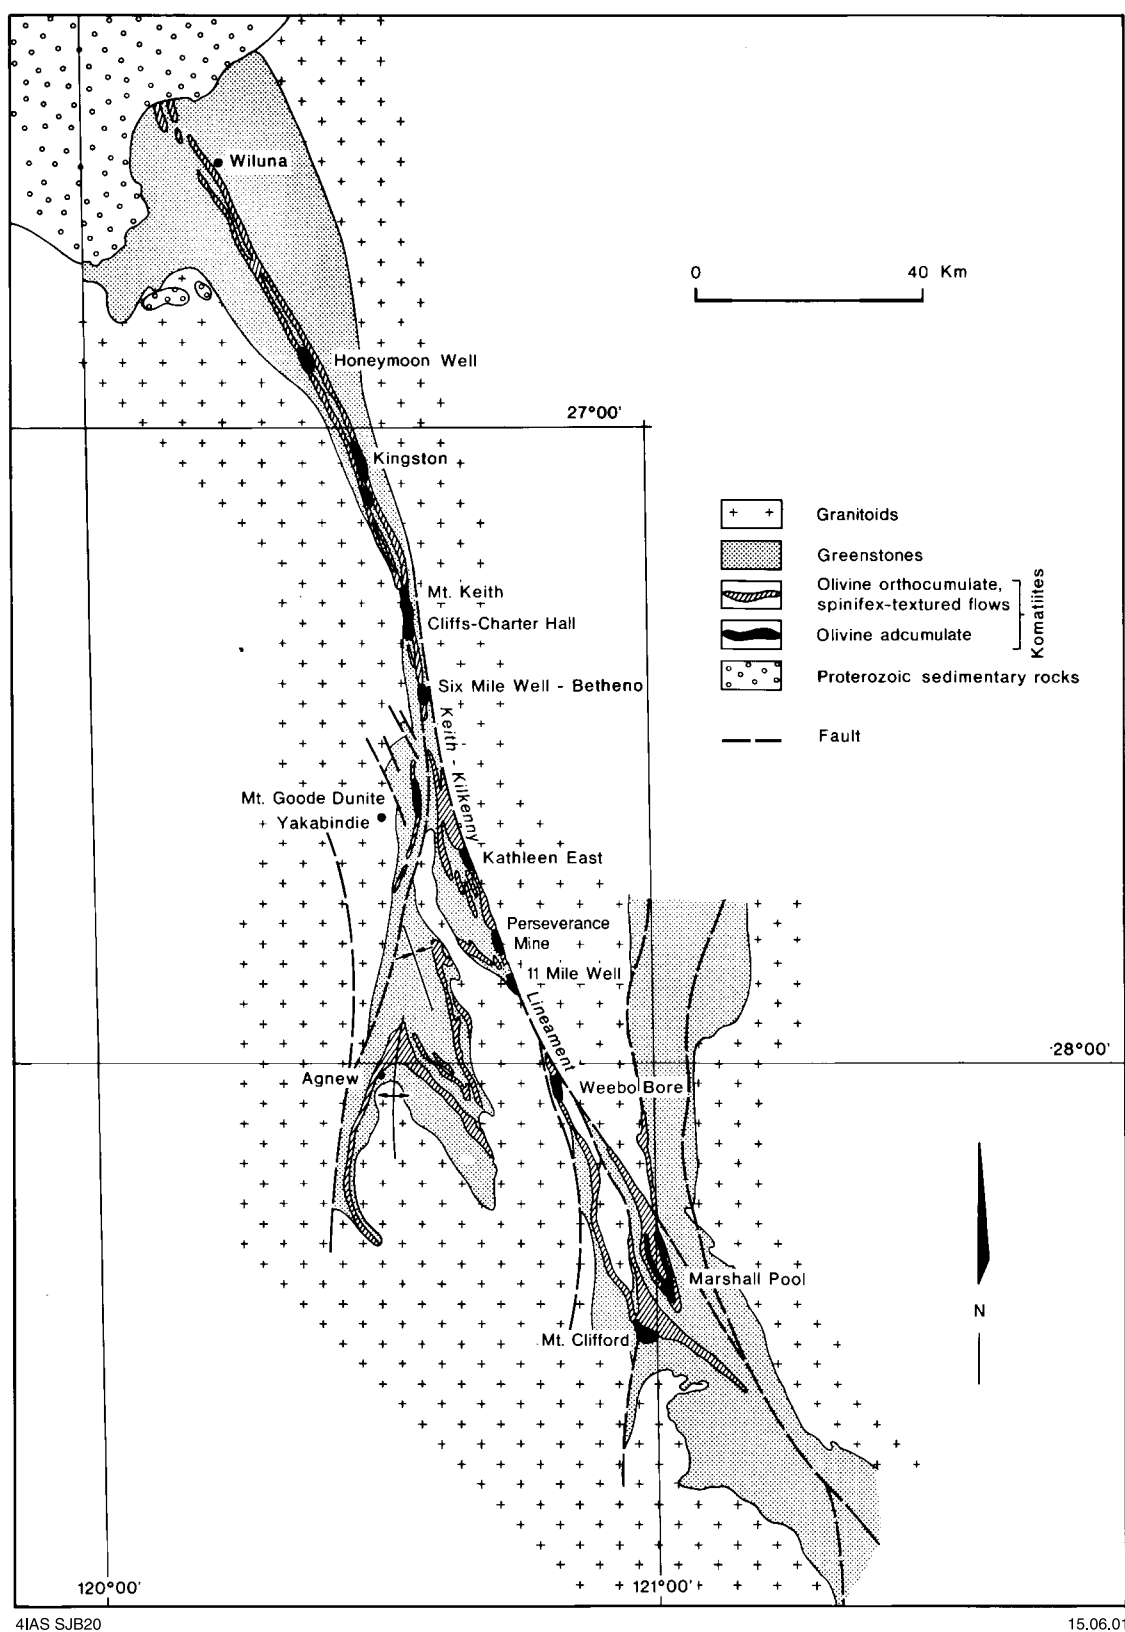 Wiluna
0 40 Km
Honeymoon Well
27°00'
Kingston
Granitoids
Greenstones
Olivine orthocumulate,
spinifex-textured flows
Olivine adcumulate
Komatiites
Proterozoic sedimentary rocks
Fault
Mt. Keith
Cliffs-Charter Hall
Six Mile Well - Betheno
Keith - Kilkenny
Mt. Goode Dunite
Yakabindie
Kathleen East
Perseverance
Mine
11 Mile Well
Lineament
28°00'
Agnew
Weebo Bore
Marshall Pool
N
Mt. Clifford
120°00'
121°00'
4IAS SJB20
15.06.01